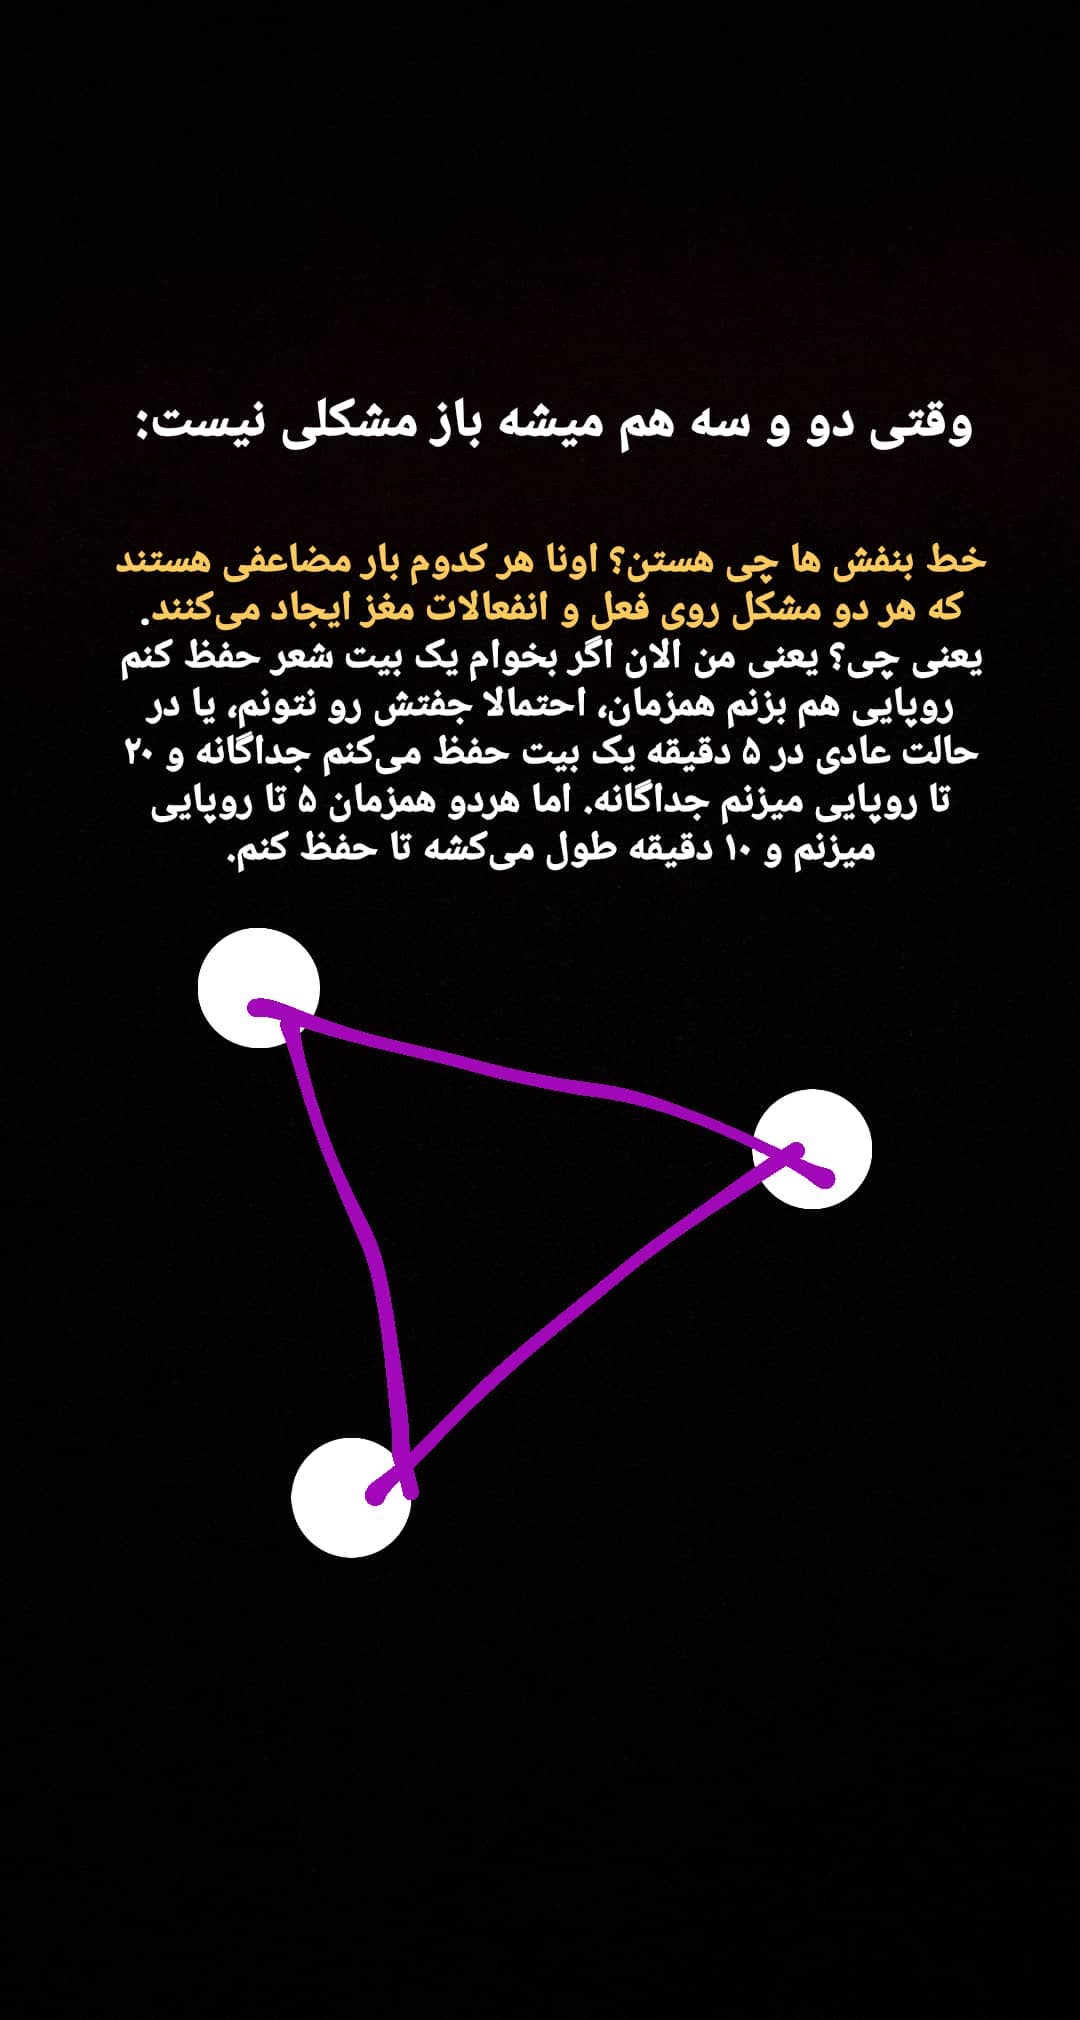 وقتی دو و سه هم میشه باز مشکلی نیست:
خط بنفش ها چی هستن؟ اونا هر کدوم بار مضاعفی هستند
که هر دو مشکل روی فعل و انفعالات مغز ایجاد می‌کنند.
یعنی چی؟ یعنی من الان اگر بخوام یک بیت شعر حفظ کنم
روپایی هم بزنم همزمان، احتمالا جفتش رو نتونم، یا در
حالت عادی در ۵ دقیقه یک بیت حفظ می‌کنم جداگانه و ۲۰
تا روپایی میزنم جداگانه. اما هردو همزمان ۵ تا روپایی
میزنم و ۱۰ دقیقه طول می‌کشه تا حفظ کنم.